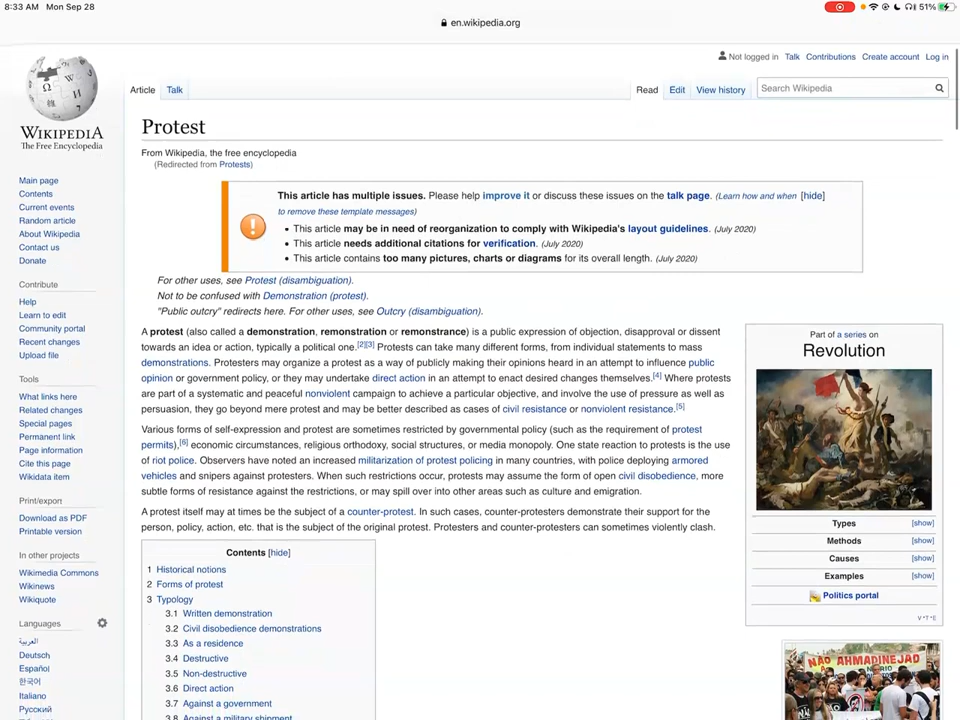 8:33 AM Mon Sep 28
51%
en.wikipedia.org
Not logged in Talk Contributions Create account Log in
Article Talk
Read Edit View history
Search Wikipedia
WIKIPEDIA
The Free Encyclopedia
Main page
Contents
Current events
Random article
About Wikipedia
Contact us
Donate
Contribute
Help
Learn to edit
Community portal
Recent changes
Upload file
Tools
What links here
Related changes
Special pages
Permanent link
Page information
Cite this page
Wikidata item
Print/export
Download as PDF
Printable version
In other projects
Wikimedia Commons
Wikinews
Wikiquote
Languages
العربية
Deutsch
Español
한국어
Italiano
Русский
Protest
From Wikipedia, the free encyclopedia
(Redirected from Protests)
This article has multiple issues. Please help improve it or discuss these issues on the talk page. (Learn how and when [hide]
to remove these template messages)
• This article may be in need of reorganization to comply with Wikipedia's layout guidelines. (July 2020)
• This article needs additional citations for verification. (July 2020)
• This article contains too many pictures, charts or diagrams for its overall length. (July 2020)
For other uses, see Protest (disambiguation).
Not to be confused with Demonstration (protest).
"Public outcry" redirects here. For other uses, see Outcry (disambiguation).
A protest (also called a demonstration, remonstration or remonstrance) is a public expression of objection, disapproval or dissent
towards an idea or action, typically a political one.[2][3] Protests can take many different forms, from individual statements to mass
demonstrations. Protesters may organize a protest as a way of publicly making their opinions heard in an attempt to influence public
opinion or government policy, or they may undertake direct action in an attempt to enact desired changes themselves.[4] Where protests
are part of a systematic and peaceful nonviolent campaign to achieve a particular objective, and involve the use of pressure as well as
persuasion, they go beyond mere protest and may be better described as cases of civil resistance or nonviolent resistance.[5]
Various forms of self-expression and protest are sometimes restricted by governmental policy (such as the requirement of protest
permits),[6] economic circumstances, religious orthodoxy, social structures, or media monopoly. One state reaction to protests is the use
of riot police. Observers have noted an increased militarization of protest policing in many countries, with police deploying armored
vehicles and snipers against protesters. When such restrictions occur, protests may assume the form of open civil disobedience, more
subtle forms of resistance against the restrictions, or may spill over into other areas such as culture and emigration.
A protest itself may at times be the subject of a counter-protest. In such cases, counter-protesters demonstrate their support for the
person, policy, action, etc. that is the subject of the original protest. Protesters and counter-protesters can sometimes violently clash.
Contents [hide]
1 Historical notions
2 Forms of protest
3 Typology
3.1 Written demonstration
3.2 Civil disobedience demonstrations
3.3 As a residence
3.4 Destructive
3.5 Non-destructive
3.6 Direct action
3.7 Against a government
3.8 Against a military shipment
Part of a series on
Revolution
Types [show]
Methods [show]
Causes [show]
Examples [show]
Politics portal
V·T·E
NÃO AHMADINEJAD